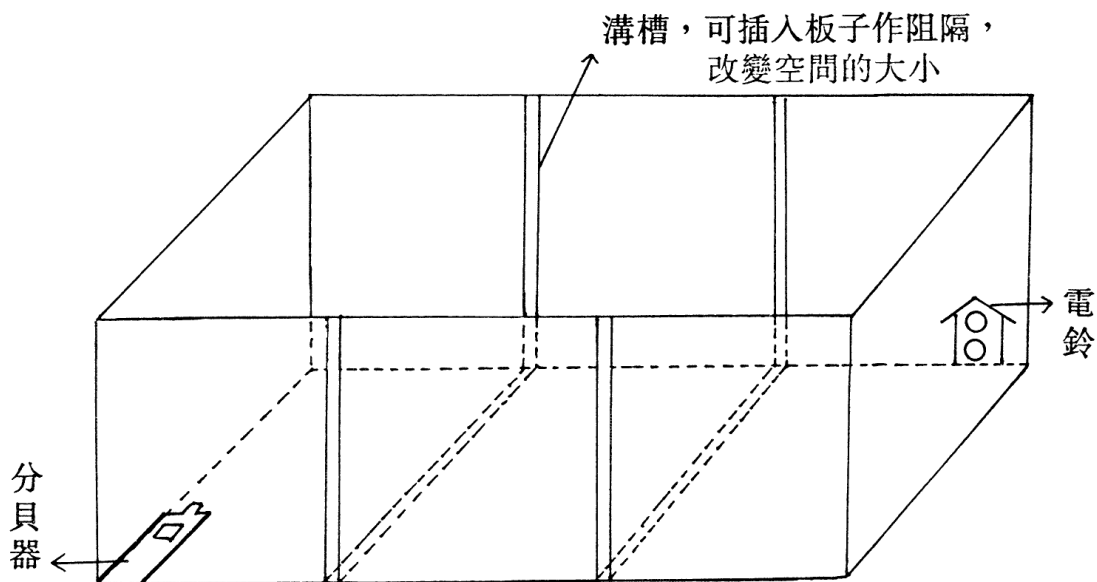 溝槽，可插入板子作阻隔，
改變空間的大小
電鈴
分貝器